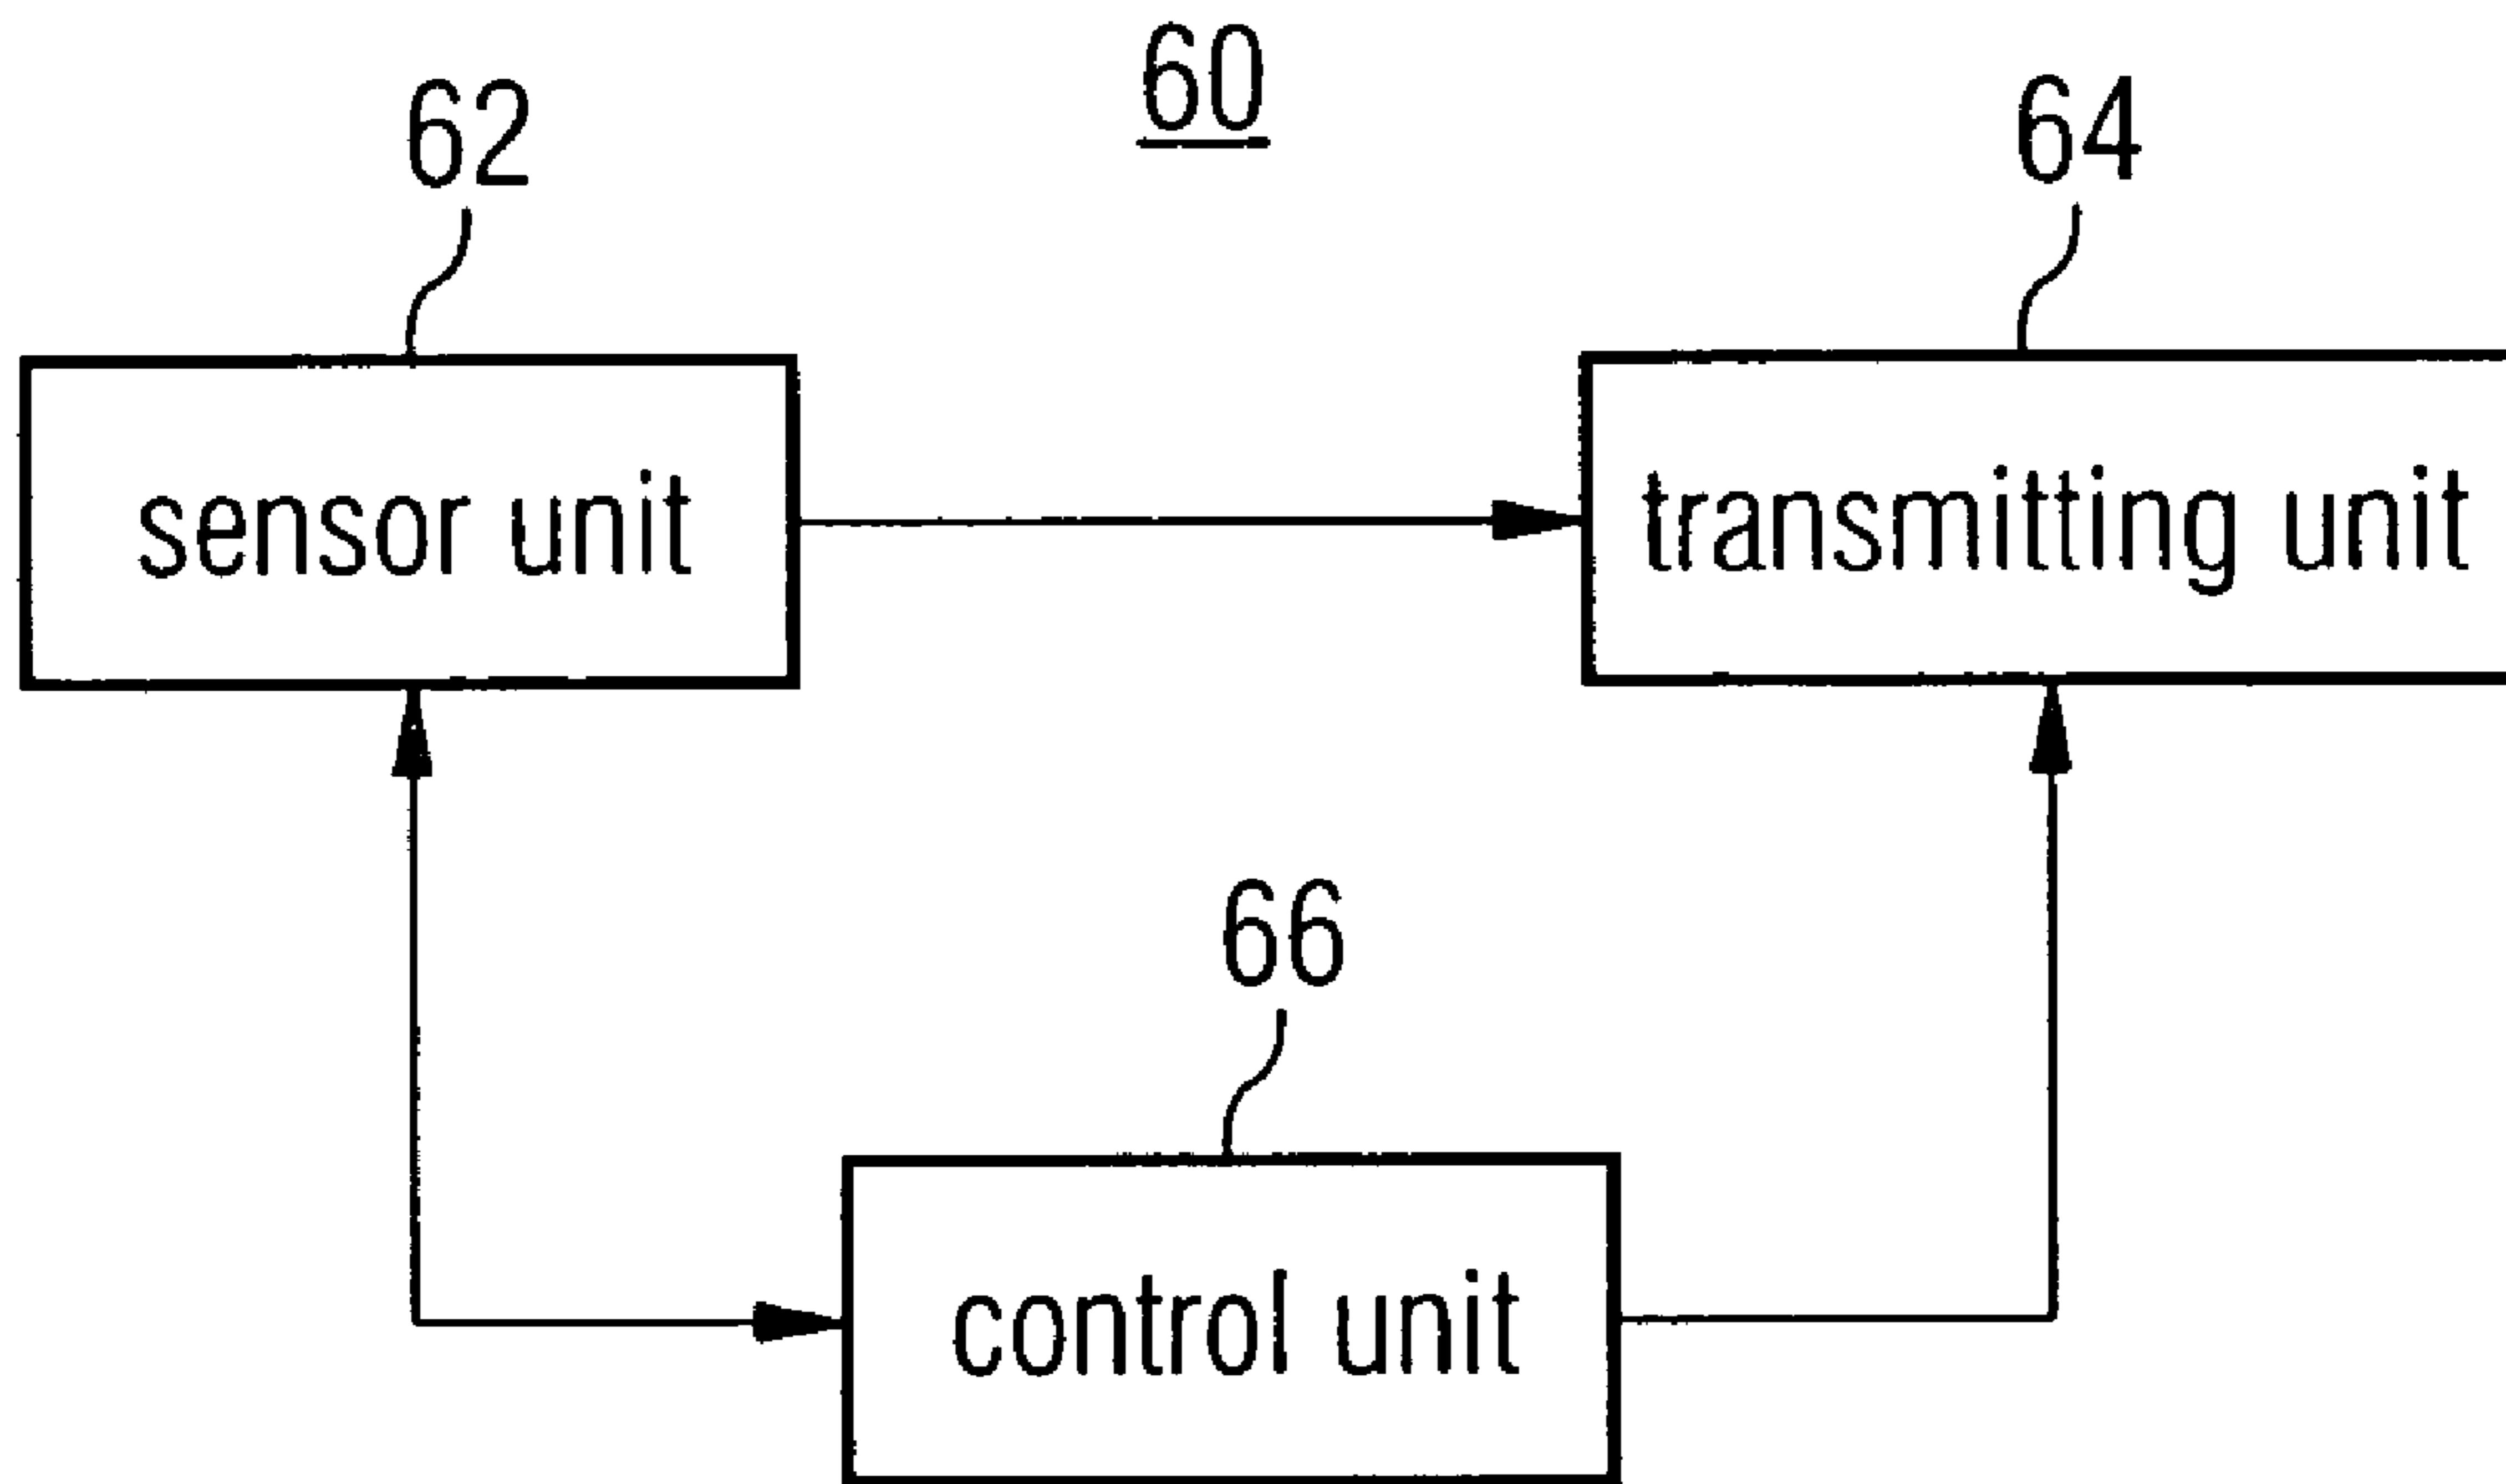 60
62
64
sensor unit
transmitting unit
66
control unit